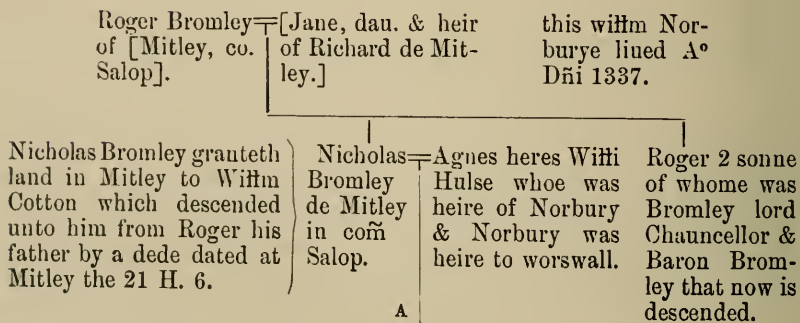 Roger Bromley
of [Mitley, co.
Salop].
[Jane, dau. & heir
of Richard de Mit-
ley.]
this wiƚƚm Nor-
burye liued Aº
Dñi 1337.
Nicholas Bromley grauteth
land in Mitley to Wiƚƚm
Cotton which descended
unto him from Roger his
father by a dede dated at
Mitley the 21 H. 6.
Nicholas
Bromley
de Mitley
in com̃
Salop.
Agnes heres Wiƚƚi
Hulse whoe was
heire of Norbury
& Norbury was
heire to worswall.
Roger 2 sonne
of whome was
Bromley lord
Chauncellor &
Baron Brom-
ley that now is
descended.
A